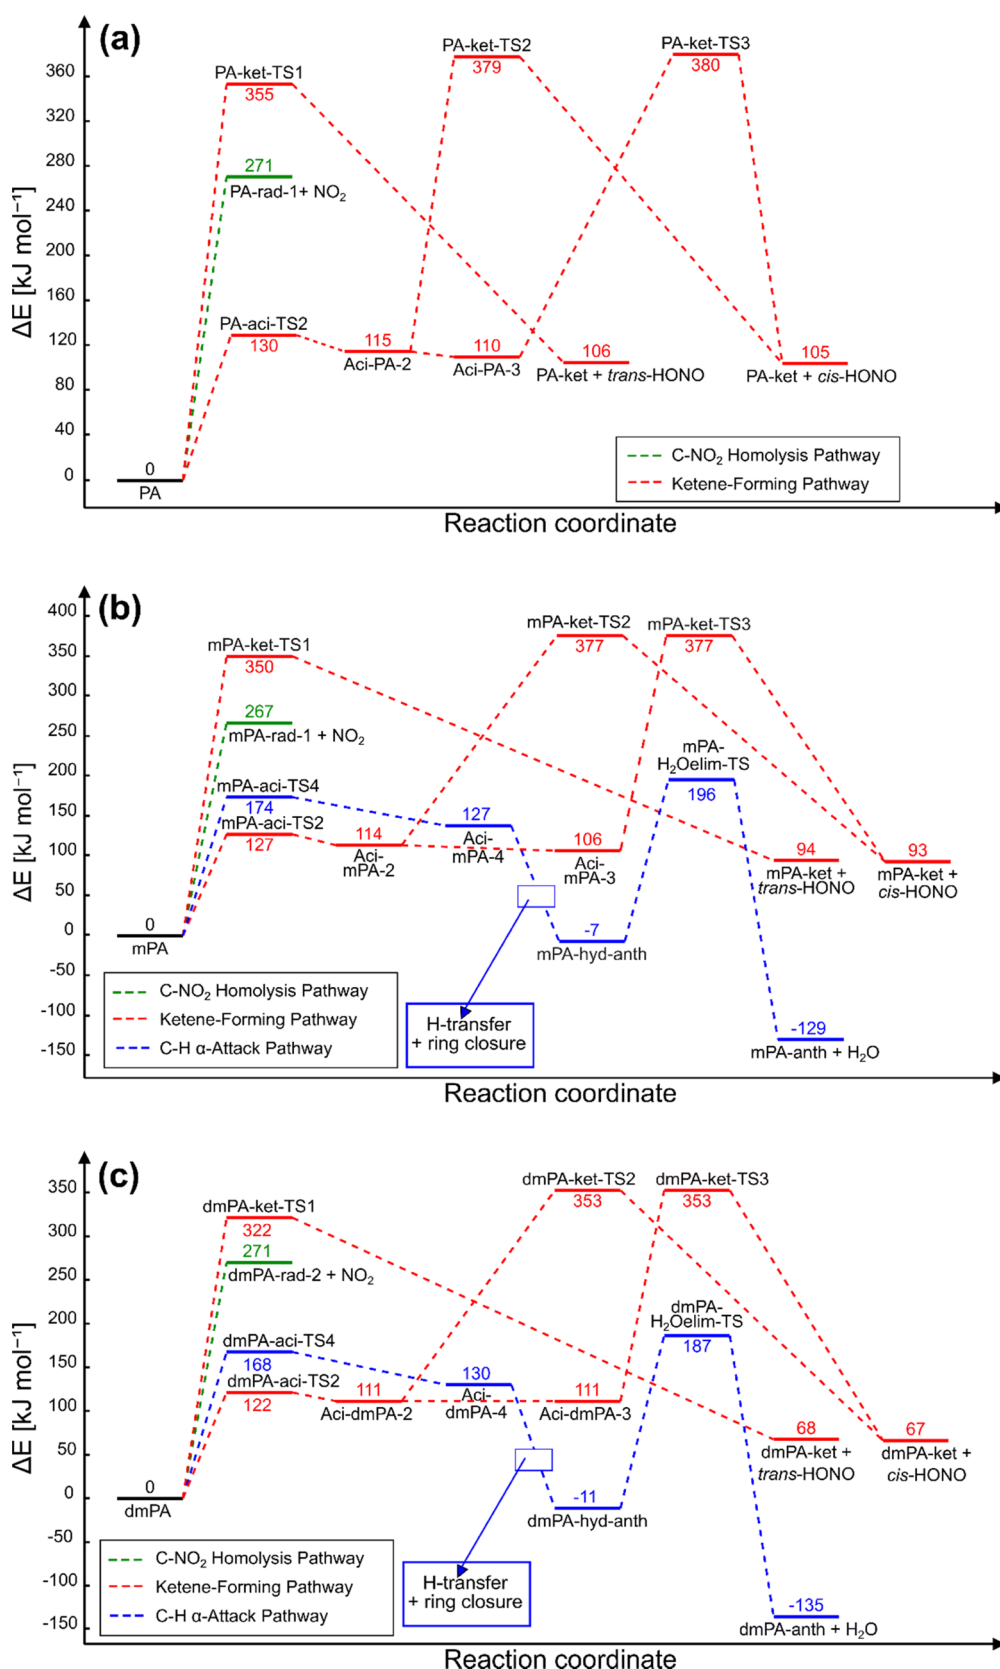 (a)
ΔE [kJ mol⁻¹]
360
320
280
240
200
160
120
80
40
0
PA-ket-TS1
355
271
PA-rad-1+ NO₂
PA-aci-TS2
130
115
Aci-PA-2
110
Aci-PA-3
PA-ket-TS2
379
PA-ket-TS3
380
106
PA-ket + trans-HONO
105
PA-ket + cis-HONO
0
PA
C-NO₂ Homolysis Pathway
Ketene-Forming Pathway
Reaction coordinate
(b)
ΔE [kJ mol⁻¹]
400
350
300
250
200
150
100
50
0
-50
-100
-150
mPA-ket-TS1
350
267
mPA-rad-1 + NO₂
mPA-aci-TS4
174
mPA-aci-TS2
127
114
Aci-
mPA-2
127
Aci-
mPA-4
106
Aci-
mPA-3
mPA-ket-TS2
377
mPA-ket-TS3
377
mPA-
H₂Oelim-TS
196
94
mPA-ket +
trans-HONO
93
mPA-ket +
cis-HONO
0
mPA
-7
mPA-hyd-anth
H-transfer
+ ring closure
-129
mPA-anth + H₂O
C-NO₂ Homolysis Pathway
Ketene-Forming Pathway
C-H α-Attack Pathway
Reaction coordinate
(c)
ΔE [kJ mol⁻¹]
350
300
250
200
150
100
50
0
-50
-100
-150
dmPA-ket-TS1
322
271
dmPA-rad-2 + NO₂
dmPA-aci-TS4
168
dmPA-aci-TS2
122
111
Aci-dmPA-2
130
Aci-
dmPA-4
111
Aci-dmPA-3
dmPA-ket-TS2
353
dmPA-ket-TS3
353
dmPA-
H₂Oelim-TS
187
68
dmPA-ket +
trans-HONO
67
dmPA-ket +
cis-HONO
0
dmPA
-11
dmPA-hyd-anth
H-transfer
+ ring closure
-135
dmPA-anth + H₂O
C-NO₂ Homolysis Pathway
Ketene-Forming Pathway
C-H α-Attack Pathway
Reaction coordinate